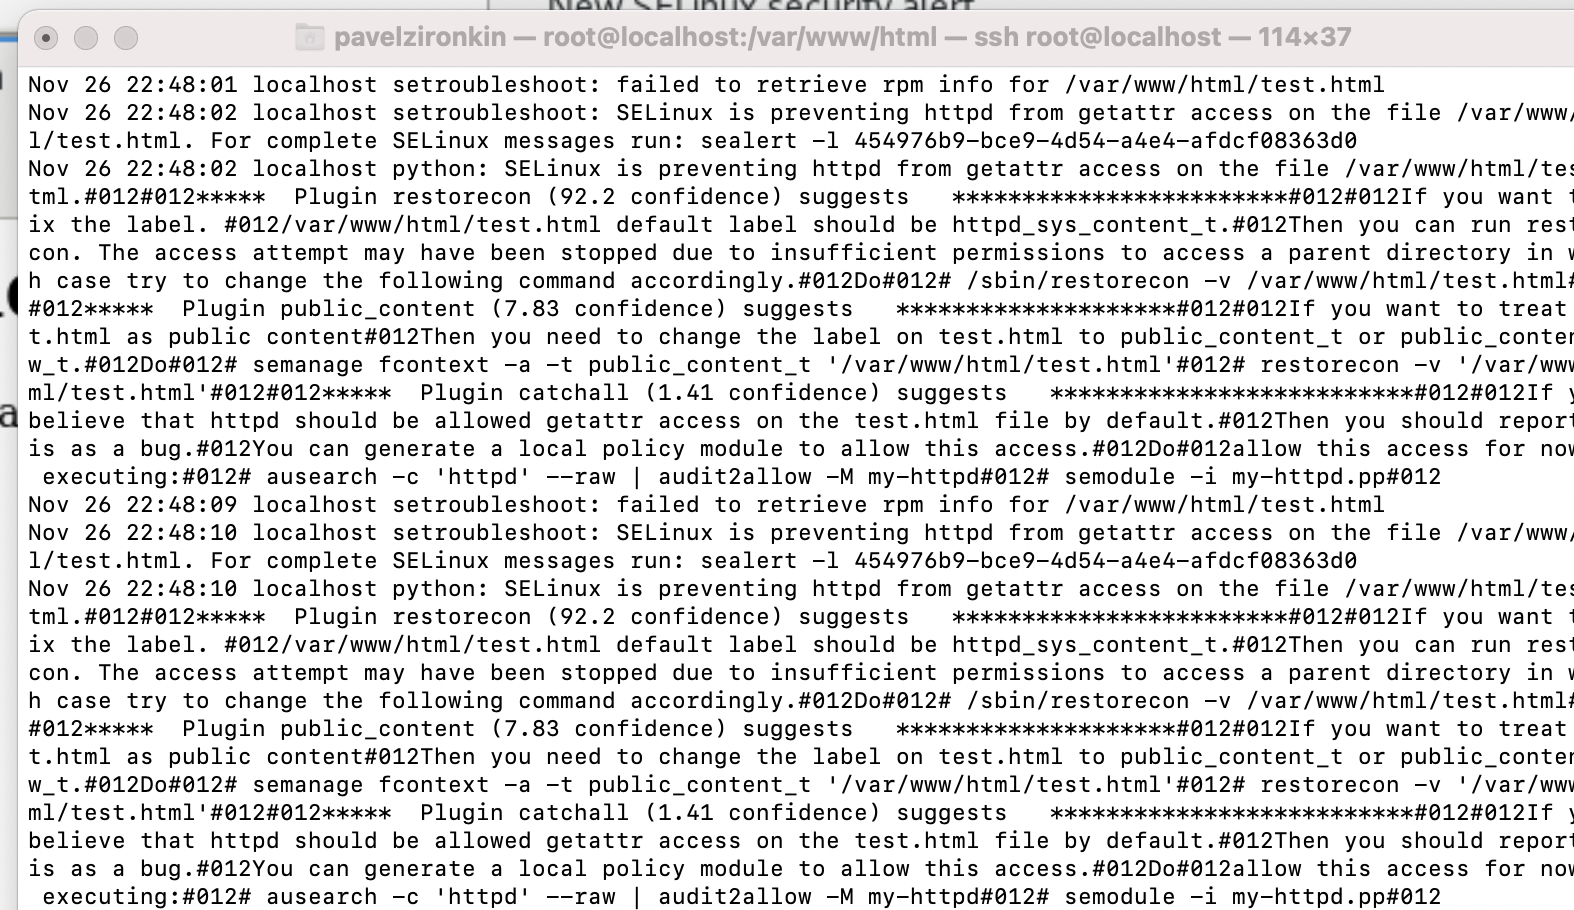 New SELinux security alert
pavelzironkin — root@localhost:/var/www/html — ssh root@localhost — 114×37
Nov 26 22:48:01 localhost setroubleshoot: failed to retrieve rpm info for /var/www/html/test.html
Nov 26 22:48:02 localhost setroubleshoot: SELinux is preventing httpd from getattr access on the file /var/www/
l/test.html. For complete SELinux messages run: sealert -l 454976b9-bce9-4d54-a4e4-afdcf08363d0
Nov 26 22:48:02 localhost python: SELinux is preventing httpd from getattr access on the file /var/www/html/tes
tml.#012#012*****  Plugin restorecon (92.2 confidence) suggests   ************************#012#012If you want t
ix the label. #012/var/www/html/test.html default label should be httpd_sys_content_t.#012Then you can run rest
con. The access attempt may have been stopped due to insufficient permissions to access a parent directory in w
h case try to change the following command accordingly.#012Do#012# /sbin/restorecon -v /var/www/html/test.html#
#012*****  Plugin public_content (7.83 confidence) suggests   ********************#012#012If you want to treat
t.html as public content#012Then you need to change the label on test.html to public_content_t or public_conten
w_t.#012Do#012# semanage fcontext -a -t public_content_t '/var/www/html/test.html'#012# restorecon -v '/var/www
ml/test.html'#012#012*****  Plugin catchall (1.41 confidence) suggests   **************************#012#012If y
believe that httpd should be allowed getattr access on the test.html file by default.#012Then you should report
is as a bug.#012You can generate a local policy module to allow this access.#012Do#012allow this access for now
 executing:#012# ausearch -c 'httpd' --raw | audit2allow -M my-httpd#012# semodule -i my-httpd.pp#012
Nov 26 22:48:09 localhost setroubleshoot: failed to retrieve rpm info for /var/www/html/test.html
Nov 26 22:48:10 localhost setroubleshoot: SELinux is preventing httpd from getattr access on the file /var/www/
l/test.html. For complete SELinux messages run: sealert -l 454976b9-bce9-4d54-a4e4-afdcf08363d0
Nov 26 22:48:10 localhost python: SELinux is preventing httpd from getattr access on the file /var/www/html/tes
tml.#012#012*****  Plugin restorecon (92.2 confidence) suggests   ************************#012#012If you want t
ix the label. #012/var/www/html/test.html default label should be httpd_sys_content_t.#012Then you can run rest
con. The access attempt may have been stopped due to insufficient permissions to access a parent directory in w
h case try to change the following command accordingly.#012Do#012# /sbin/restorecon -v /var/www/html/test.html#
#012*****  Plugin public_content (7.83 confidence) suggests   ********************#012#012If you want to treat
t.html as public content#012Then you need to change the label on test.html to public_content_t or public_conten
w_t.#012Do#012# semanage fcontext -a -t public_content_t '/var/www/html/test.html'#012# restorecon -v '/var/www
ml/test.html'#012#012*****  Plugin catchall (1.41 confidence) suggests   **************************#012#012If y
believe that httpd should be allowed getattr access on the test.html file by default.#012Then you should report
is as a bug.#012You can generate a local policy module to allow this access.#012Do#012allow this access for now
 executing:#012# ausearch -c 'httpd' --raw | audit2allow -M my-httpd#012# semodule -i my-httpd.pp#012